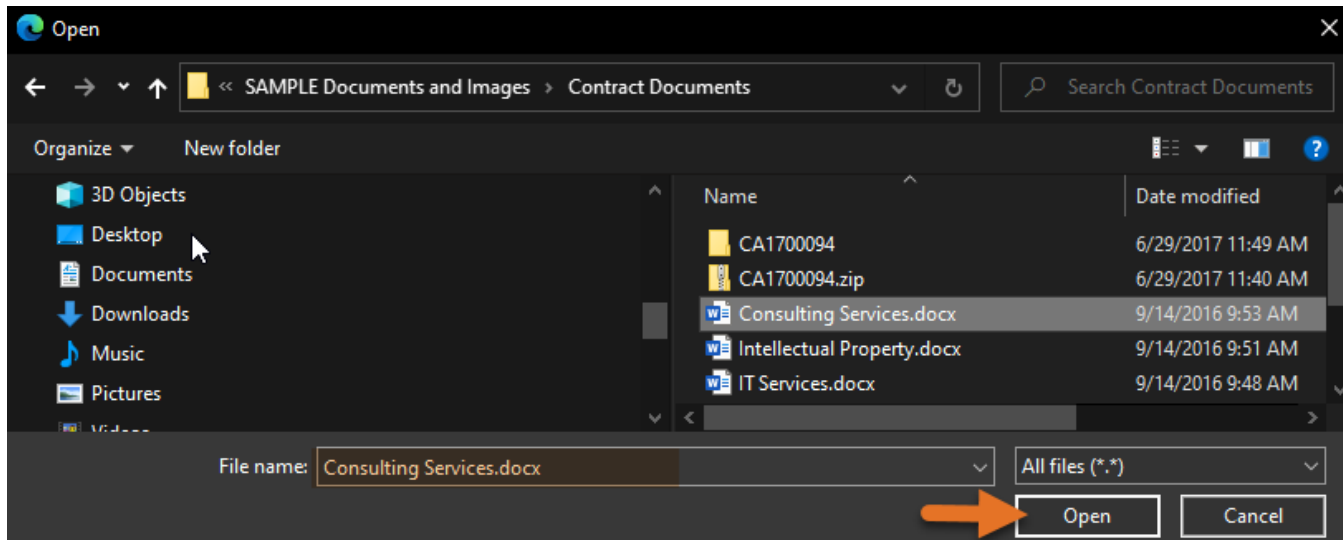 Open
« SAMPLE Documents and Images > Contract Documents
Search Contract Documents
Organize New folder
?
3D Objects
Desktop
Documents
Downloads
Music
Pictures
Videos
Name Date modified
CA1700094 6/29/2017 11:49 AM
CA1700094.zip 6/29/2017 11:40 AM
Consulting Services.docx 9/14/2016 9:53 AM
Intellectual Property.docx 9/14/2016 9:51 AM
IT Services.docx 9/14/2016 9:48 AM
File name: Consulting Services.docx All files (*.*)
Open Cancel